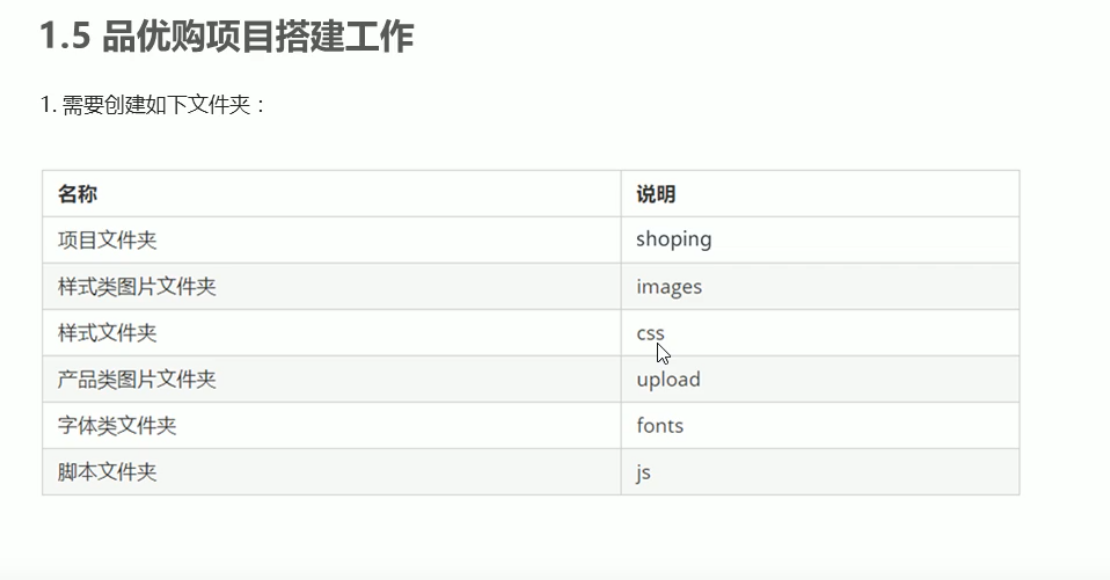 1.5 品优购项目搭建工作
1. 需要创建如下文件夹：
名称 说明
项目文件夹 shoping
样式类图片文件夹 images
样式文件夹 css
产品类图片文件夹 upload
字体类文件夹 fonts
脚本文件夹 js